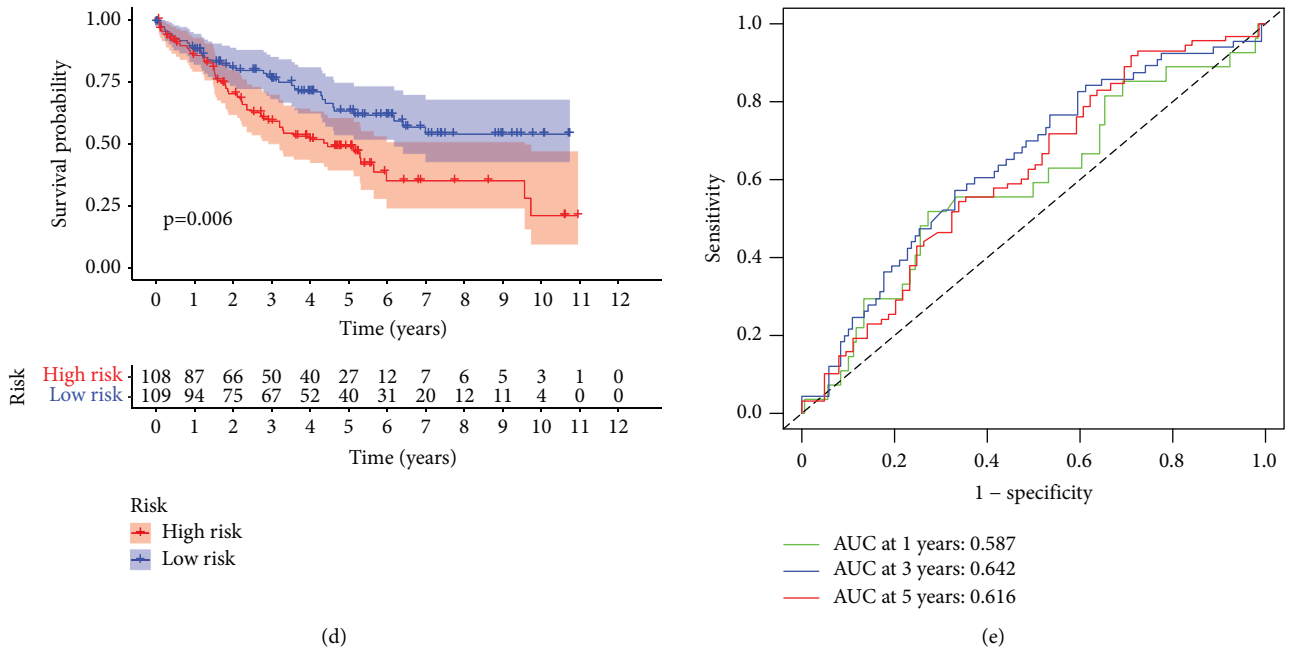 Survival probability
1.00
0.75
0.50
0.25
0.00
p=0.006
0 1 2 3 4 5 6 7 8 9 10 11 12
Time (years)
Risk
High risk 108 87 66 50 40 27 12 7 6 5 3 1 0
Low risk 109 94 75 67 52 40 31 20 12 11 4 0 0
0 1 2 3 4 5 6 7 8 9 10 11 12
Time (years)
Risk
High risk
Low risk
(d)
Sensitivity
1.0
0.8
0.6
0.4
0.2
0.0
0 0.2 0.4 0.6 0.8 1.0
1 − specificity
AUC at 1 years: 0.587
AUC at 3 years: 0.642
AUC at 5 years: 0.616
(e)